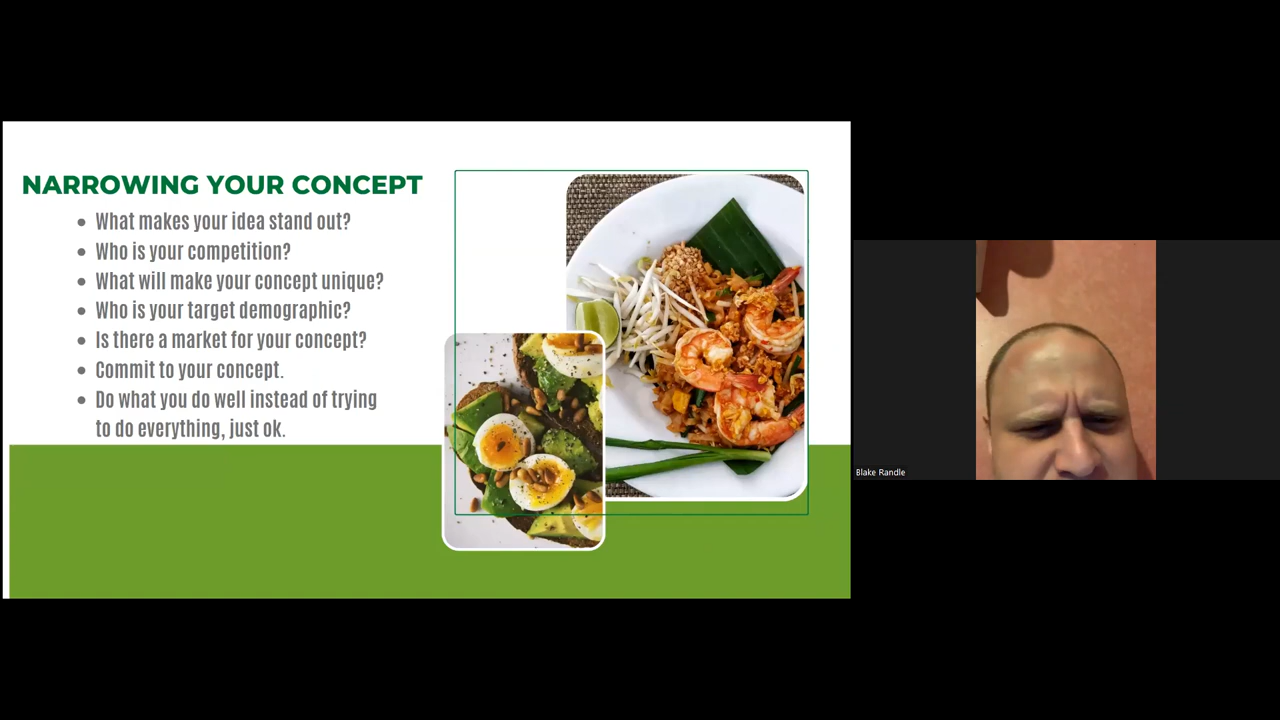 NARROWING YOUR CONCEPT
• What makes your idea stand out?
• Who is your competition?
• What will make your concept unique?
• Who is your target demographic?
• Is there a market for your concept?
• Commit to your concept.
• Do what you do well instead of trying
to do everything, just ok.
Blake Randle